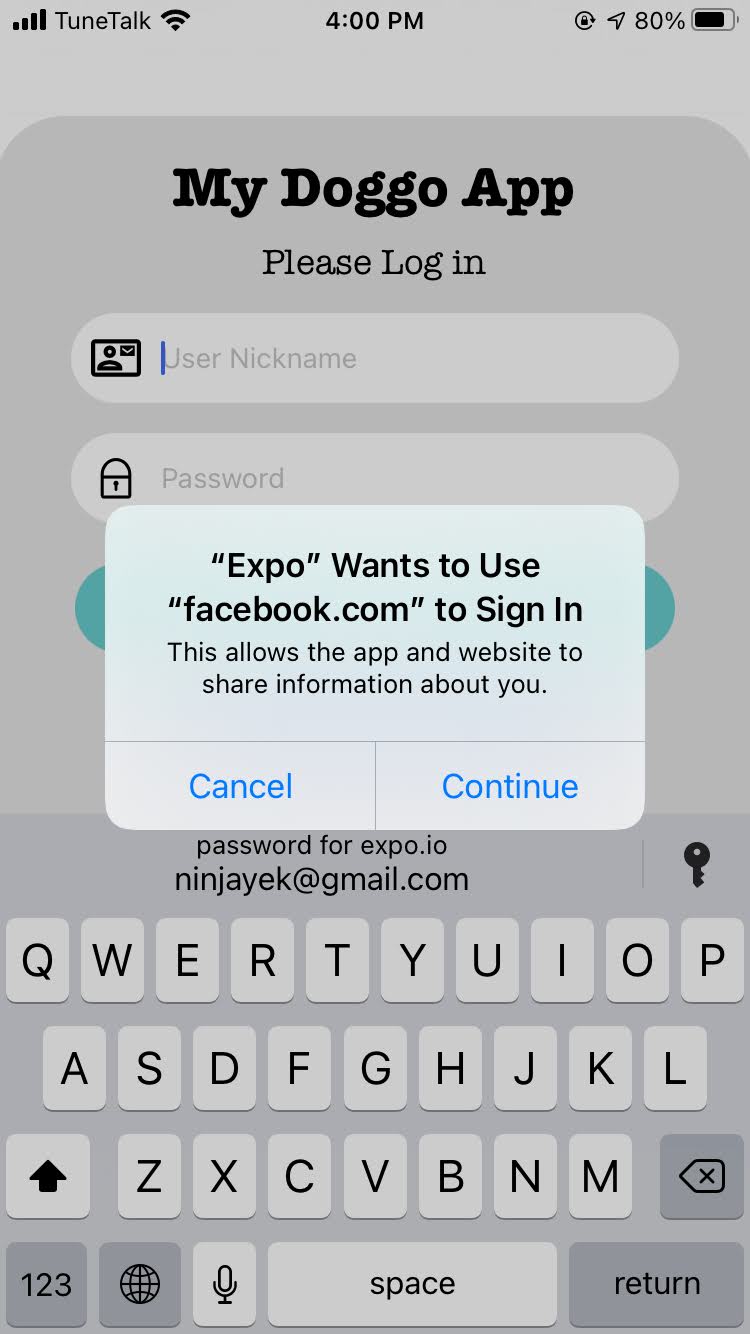 TuneTalk 4:00 PM 80%
My Doggo App
Please Log in
User Nickname
Password
“Expo” Wants to Use
“facebook.com” to Sign In
This allows the app and website to
share information about you.
Cancel Continue
password for expo.io
ninjayek@gmail.com
Q W E R T Y U I O P
A S D F G H J K L
Z X C V B N M
123 space return